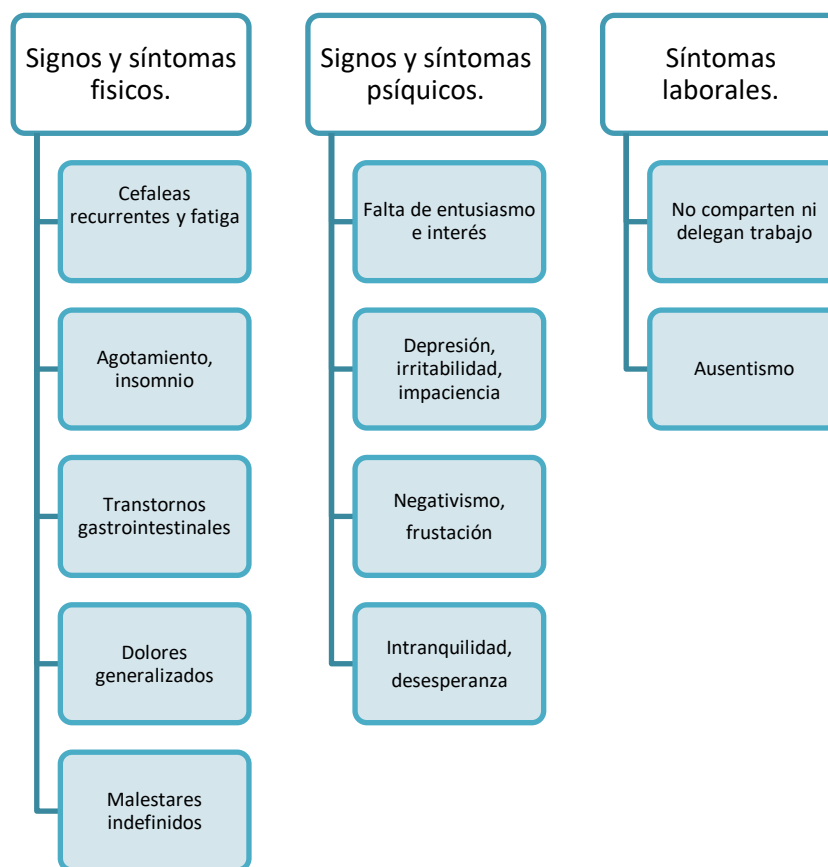 Signos y síntomas
fisicos.
Cefaleas
recurrentes y fatiga
Agotamiento,
insomnio
Transtornos
gastrointestinales
Dolores
generalizados
Malestares
indefinidos
Signos y síntomas
psíquicos.
Falta de entusiasmo
e interés
Depresión,
irritabilidad,
impaciencia
Negativismo,
frustación
Intranquilidad,
desesperanza
Síntomas
laborales.
No comparten ni
delegan trabajo
Ausentismo